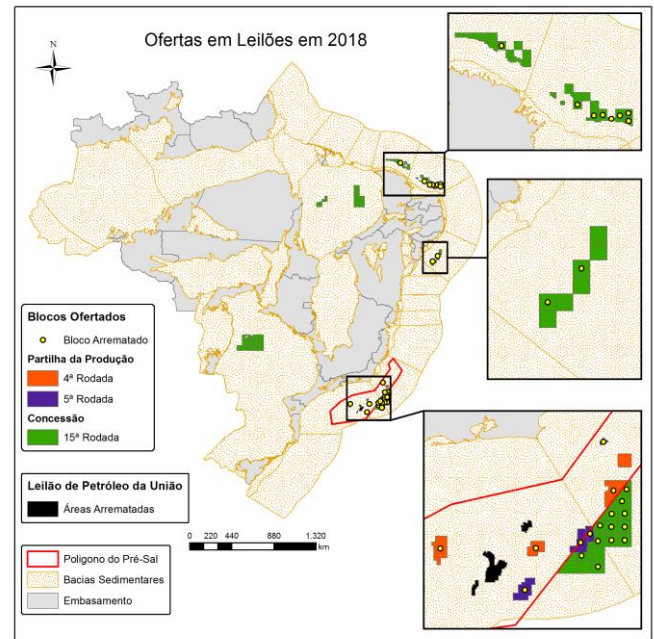 Ofertas em Leilões em 2018
N
Blocos Ofertados
Bloco Arrematado
Partilha da Produção
4ª Rodada
5ª Rodada
Concessão
15ª Rodada
Leilão de Petróleo da União
Áreas Arrematadas
0 220 440 880 1.320
km
Poligono do Pré-Sal
Bacias Sedimentares
Embasamento